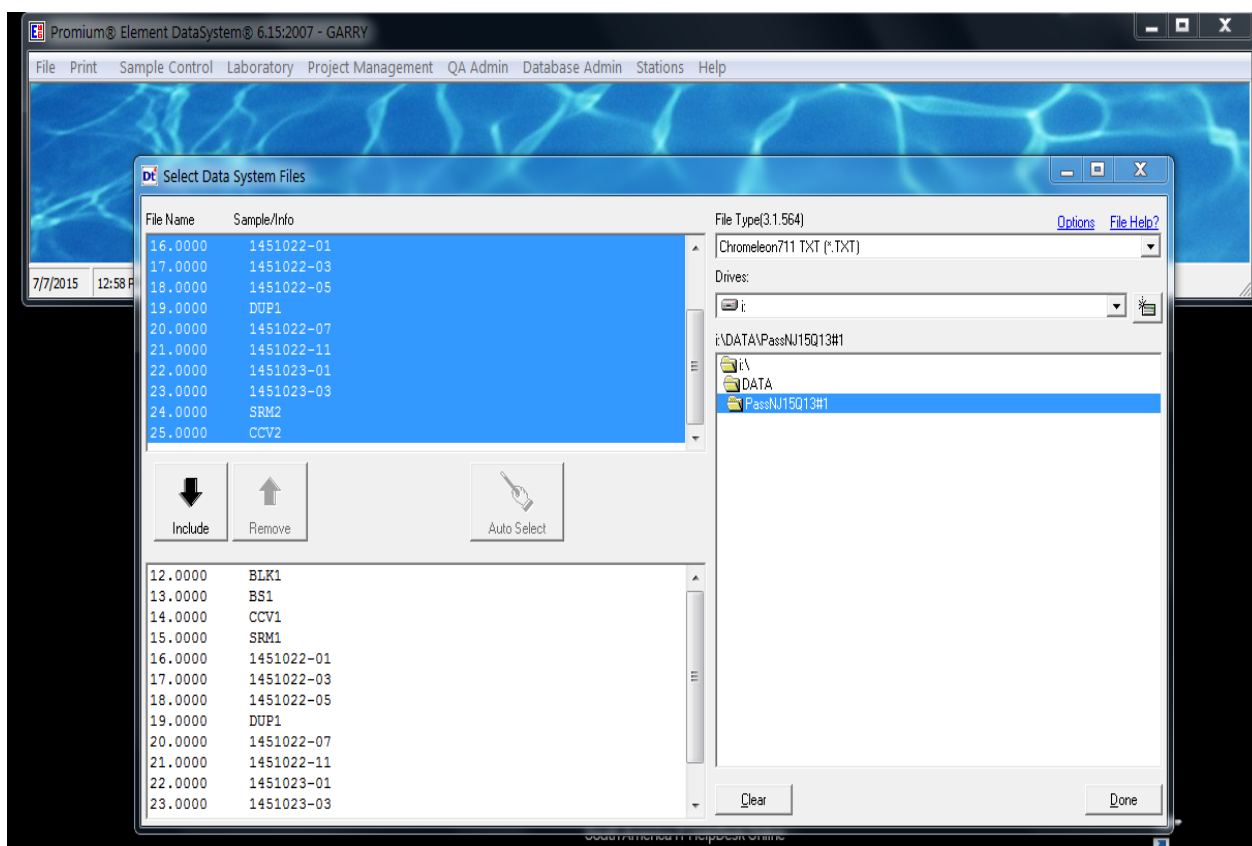 Promium® Element DataSystem® 6.15:2007 - GARRY
File Print Sample Control Laboratory Project Management QA Admin Database Admin Stations Help
Select Data System Files
File Name Sample/Info
16.0000 1451022-01
17.0000 1451022-03
18.0000 1451022-05
19.0000 DUP1
20.0000 1451022-07
21.0000 1451022-11
22.0000 1451023-01
23.0000 1451023-03
24.0000 SRM2
25.0000 CCV2
Include Remove Auto Select
12.0000 BLK1
13.0000 BS1
14.0000 CCV1
15.0000 SRM1
16.0000 1451022-01
17.0000 1451022-03
18.0000 1451022-05
19.0000 DUP1
20.0000 1451022-07
21.0000 1451022-11
22.0000 1451023-01
23.0000 1451023-03
File Type(3.1.564) Options File Help?
Chromeleon711 TXT (*.TXT)
Drives:
i:
i:\DATA\PassNJ15Q13#1
i:\
DATA
PassNJ15Q13#1
Clear Done
7/7/2015 12:58 P